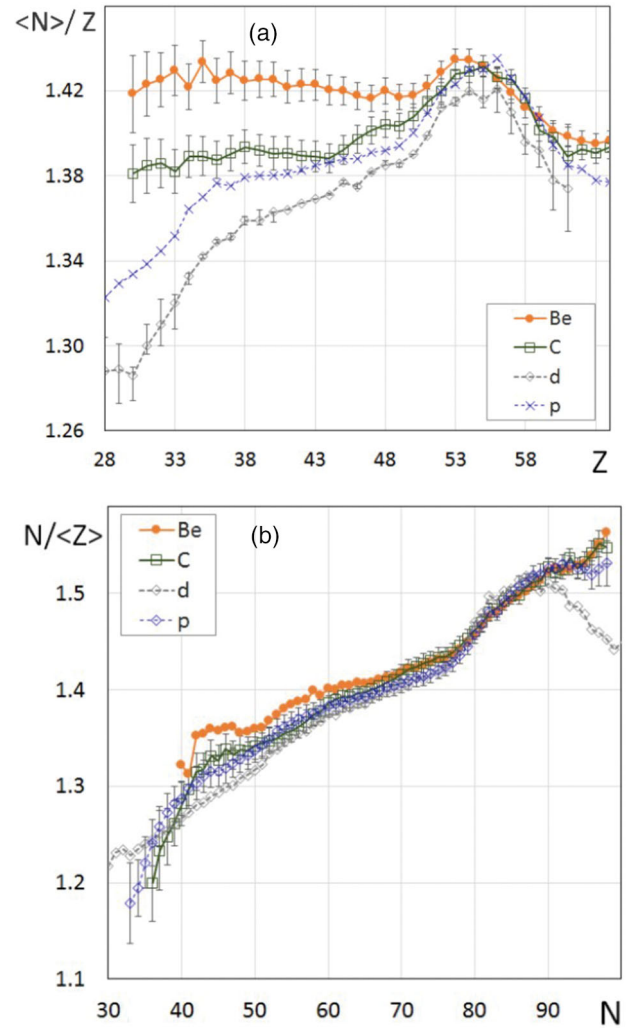 <N>/ Z
(a)
1.42
1.38
1.34
1.30
1.26
Be
C
d
p
28 33 38 43 48 53 58 Z
N/<Z>
(b)
Be
C
d
p
1.5
1.4
1.3
1.2
1.1
30 40 50 60 70 80 90 N